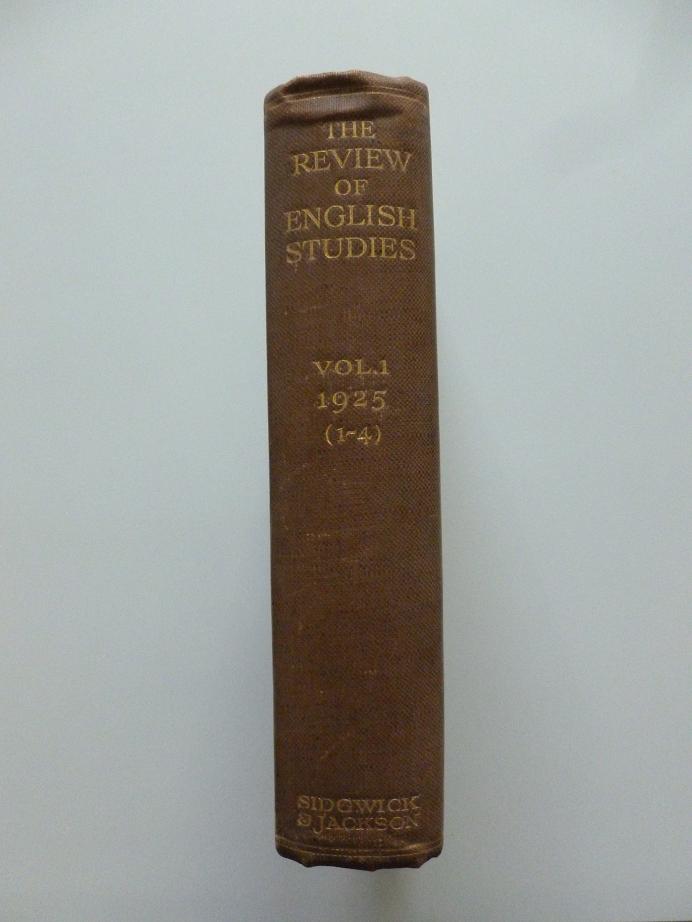 THE
REVIEW
OF
ENGLISH
STUDIES
VOL.1
1925
(1-4)
SIDGWICK
& JACKSON